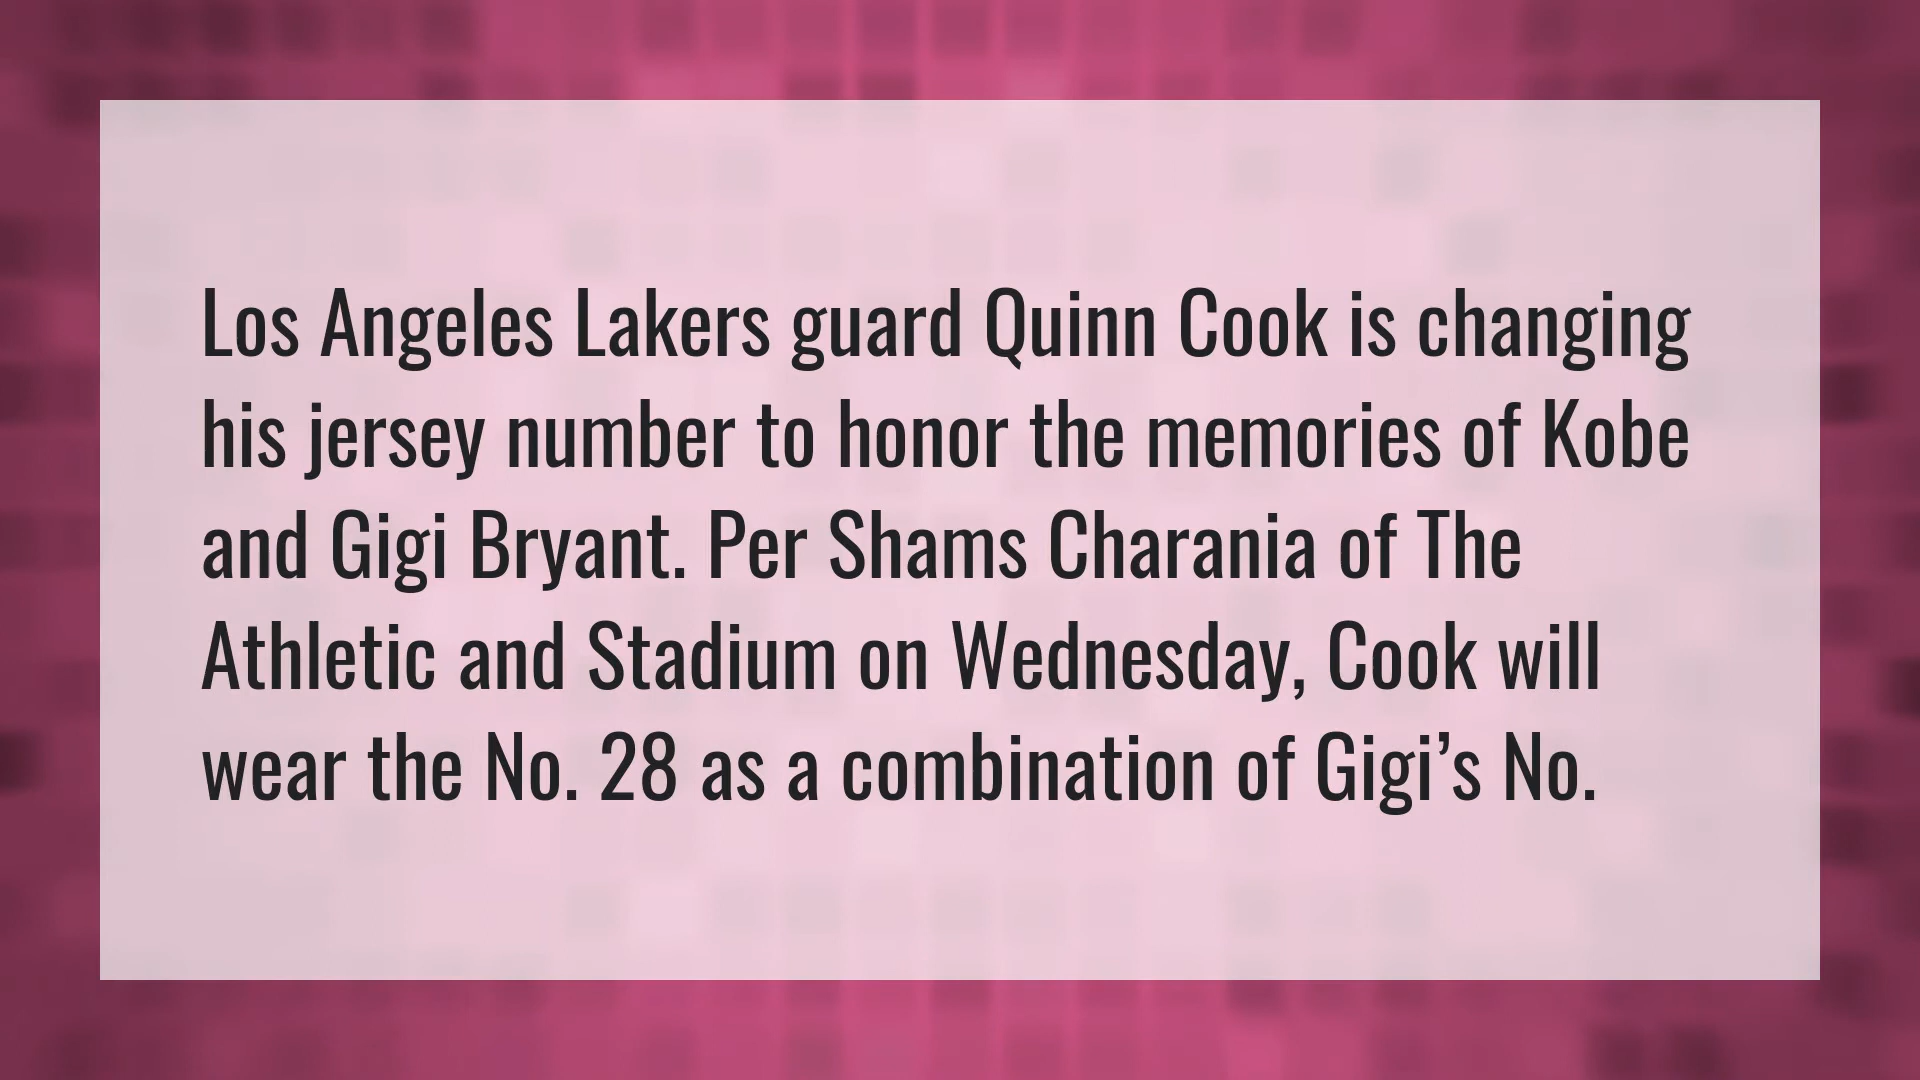 Los Angeles Lakers guard Quinn Cook is changing
his jersey number to honor the memories of Kobe
and Gigi Bryant. Per Shams Charania of The
Athletic and Stadium on Wednesday, Cook will
wear the No. 28 as a combination of Gigi’s No.